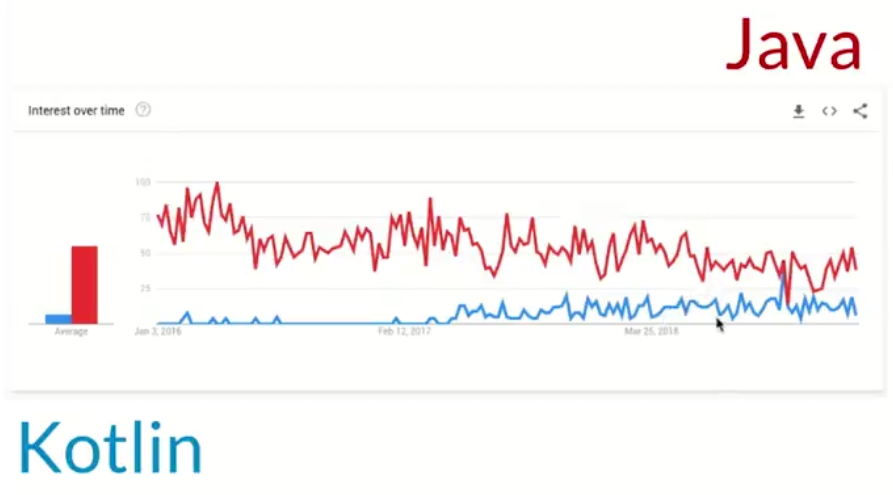 Java
Interest over time
100
75
50
25
Average
Jan 3, 2016
Feb 12, 2017
Mar 25, 2018
Kotlin